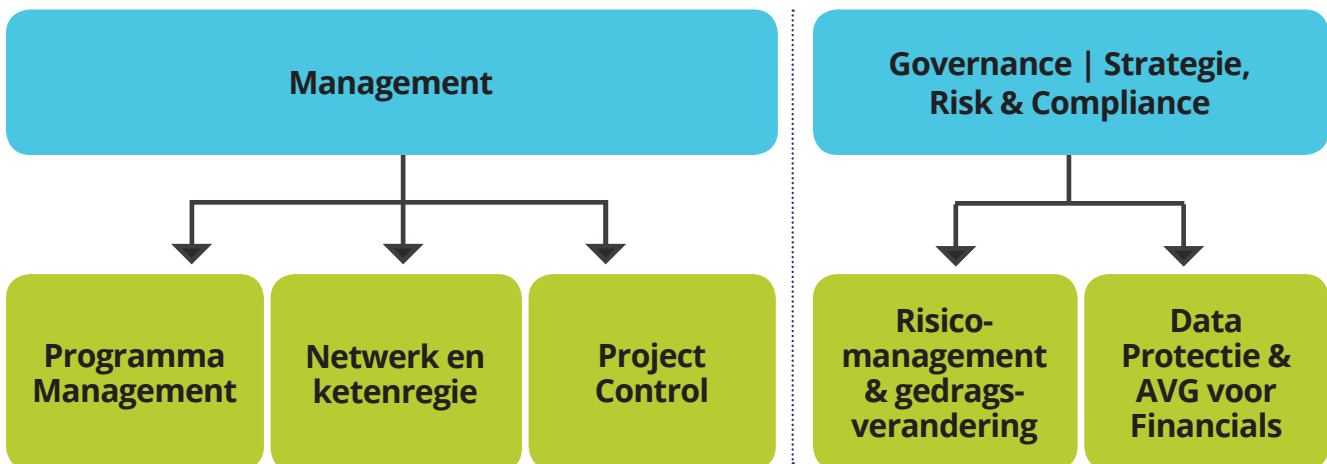 Management
Governance | Strategie,
Risk & Compliance
Programma
Management
Netwerk en
ketenregie
Project
Control
Risico-
management
& gedrags-
verandering
Data
Protectie &
AVG voor
Financials